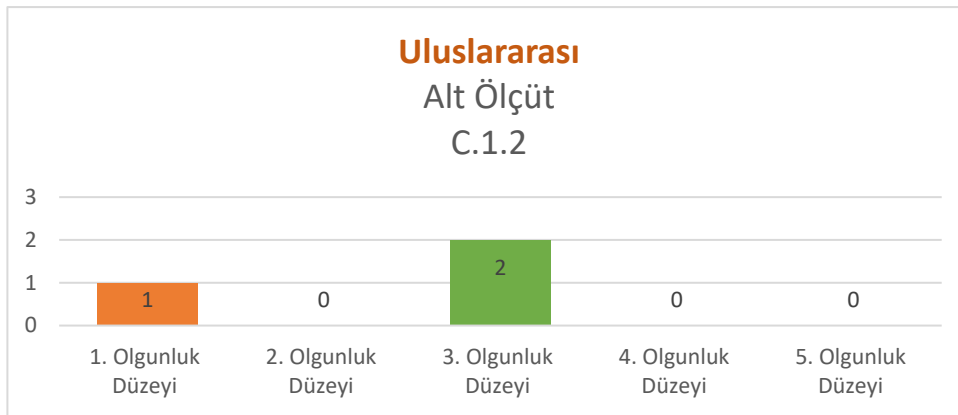 Uluslararası
Alt Ölçüt
C.1.2
3
2
1
0
1
0
2
0
0
1. Olgunluk
Düzeyi
2. Olgunluk
Düzeyi
3. Olgunluk
Düzeyi
4. Olgunluk
Düzeyi
5. Olgunluk
Düzeyi